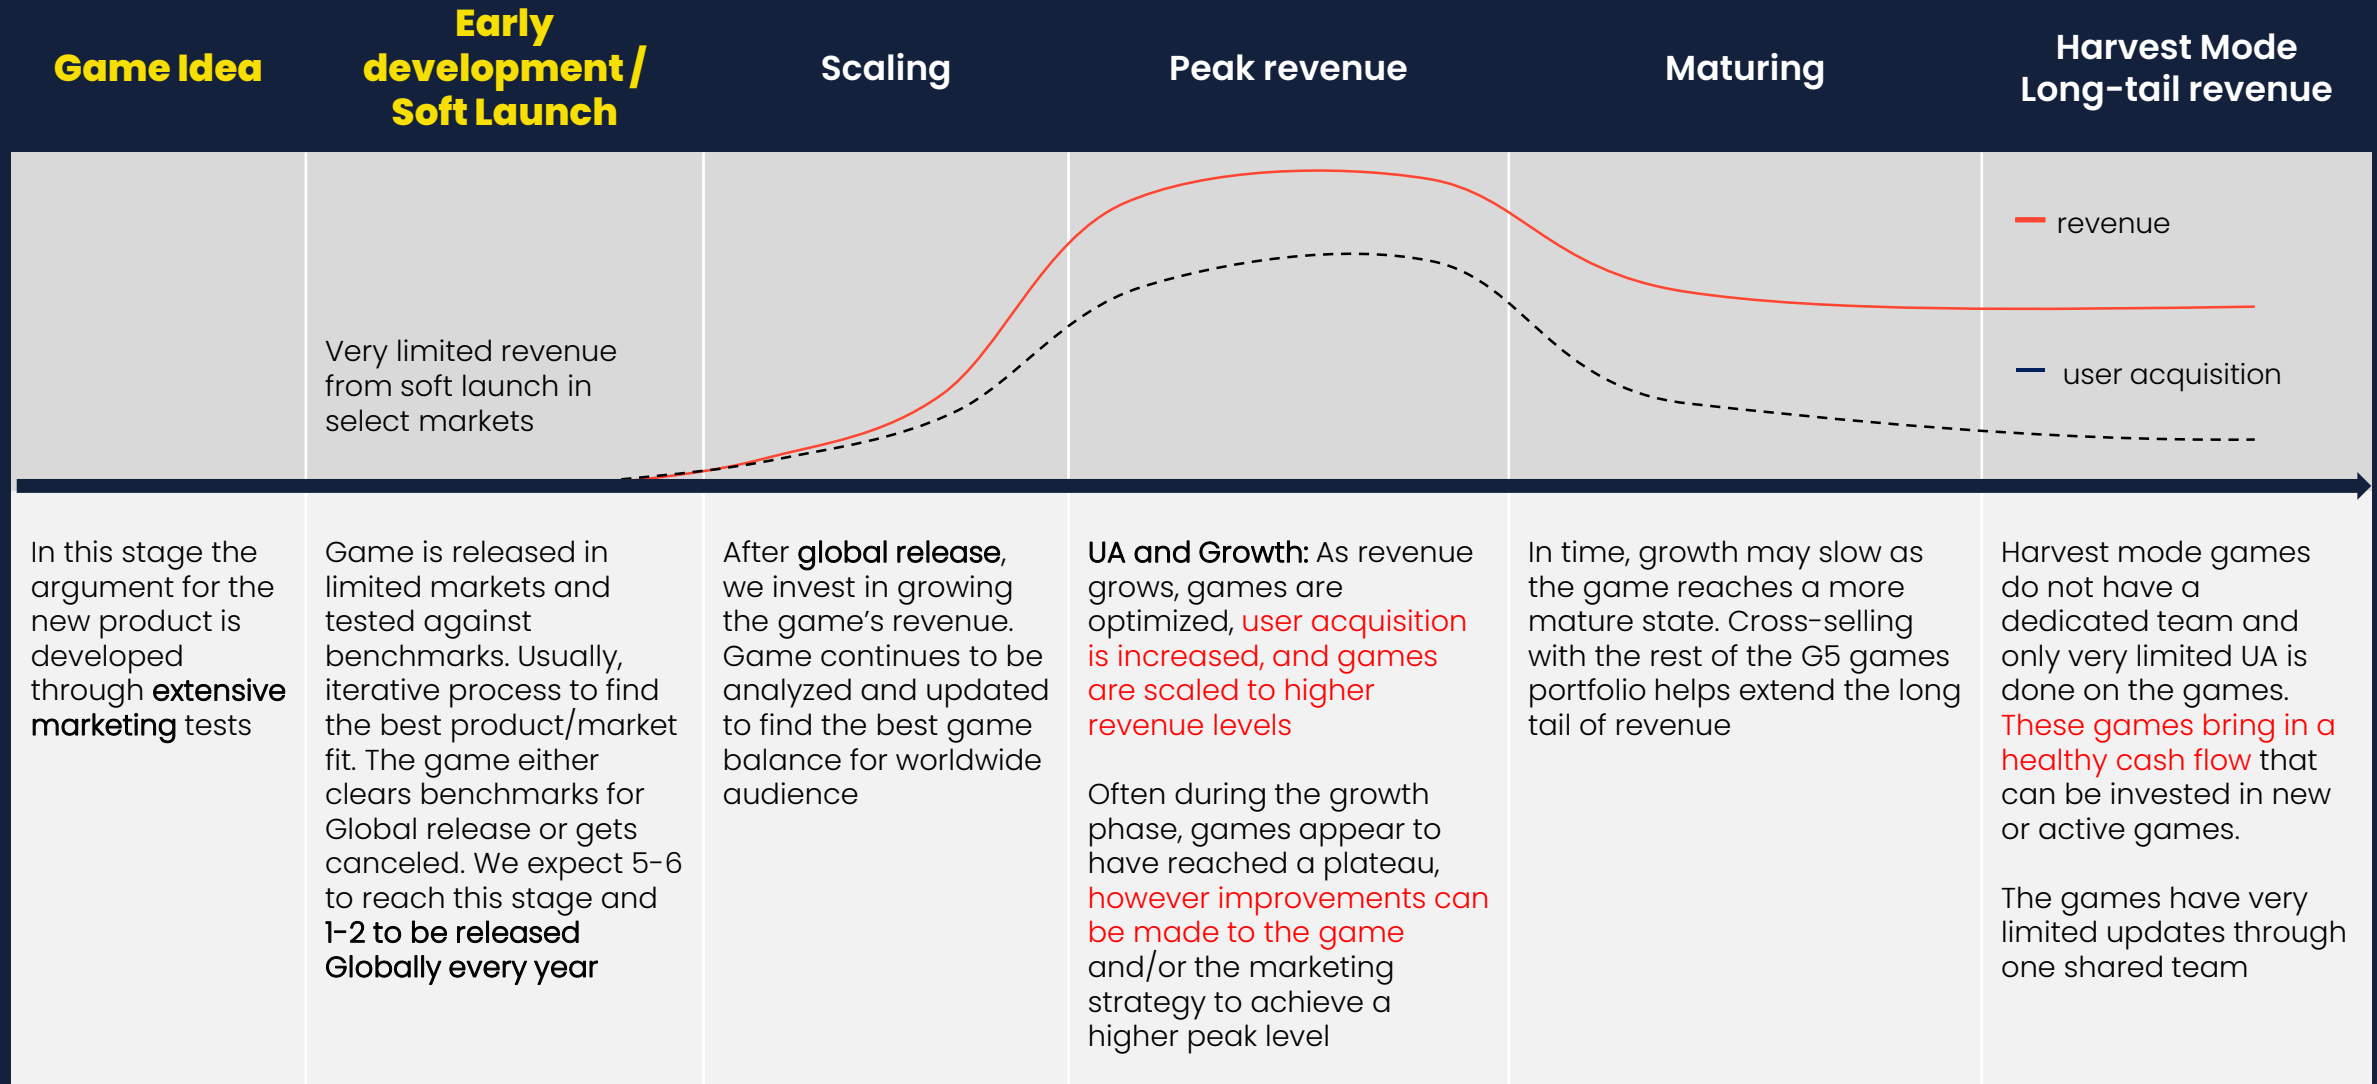 Game Idea
Early
development /
Soft Launch
Scaling
Peak revenue
Maturing
Harvest Mode
Long-tail revenue
Very limited revenue
from soft launch in
select markets
revenue
user acquisition
In this stage the
argument for the
new product is
developed
through extensive
marketing tests
Game is released in
limited markets and
tested against
benchmarks. Usually,
iterative process to find
the best product/market
fit. The game either
clears benchmarks for
Global release or gets
canceled. We expect 5-6
to reach this stage and
1-2 to be released
Globally every year
After global release,
we invest in growing
the game's revenue.
Game continues to be
analyzed and updated
to find the best game
balance for worldwide
audience
UA and Growth: As revenue
grows, games are
optimized, user acquisition
is increased, and games
are scaled to higher
revenue levels
Often during the growth
phase, games appear to
have reached a plateau,
however improvements can
be made to the game
and/or the marketing
strategy to achieve a
higher peak level
In time, growth may slow as
the game reaches a more
mature state. Cross-selling
with the rest of the G5 games
portfolio helps extend the long
tail of revenue
Harvest mode games
do not have a
dedicated team and
only very limited UA is
done on the games.
These games bring in a
healthy cash flow that
can be invested in new
or active games.
The games have very
limited updates through
one shared team